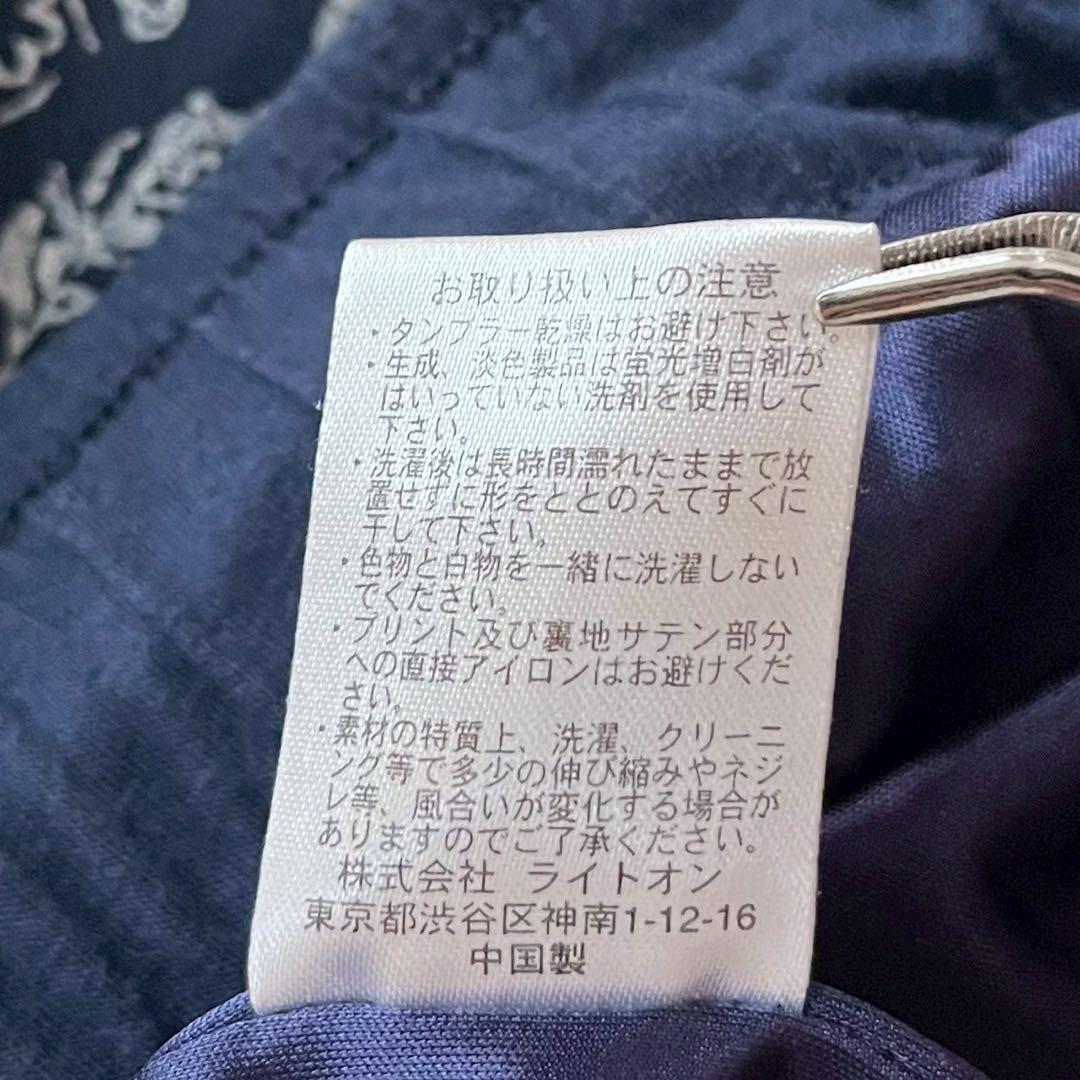 お取り扱い上の注意
・タンブラー乾燥はお避け下さい。
・生成、淡色製品は蛍光増白剤が
はいっていない洗剤を使用して
下さい。
・洗濯後は長時間濡れたままで放
置せずに形をととのえてすぐに
干して下さい。
・色物と白物を一緒に洗濯しない
でください。
・プリント及び裏地サテン部分
への直接アイロンはお避けくだ
さい。
・素材の特質上、洗濯、クリーニ
ング等で多少の伸び縮みやネジ
レ等、風合いが変化する場合が
ありますのでご了承ください。
株式会社 ライトオン
東京都渋谷区神南1-12-16
中国製